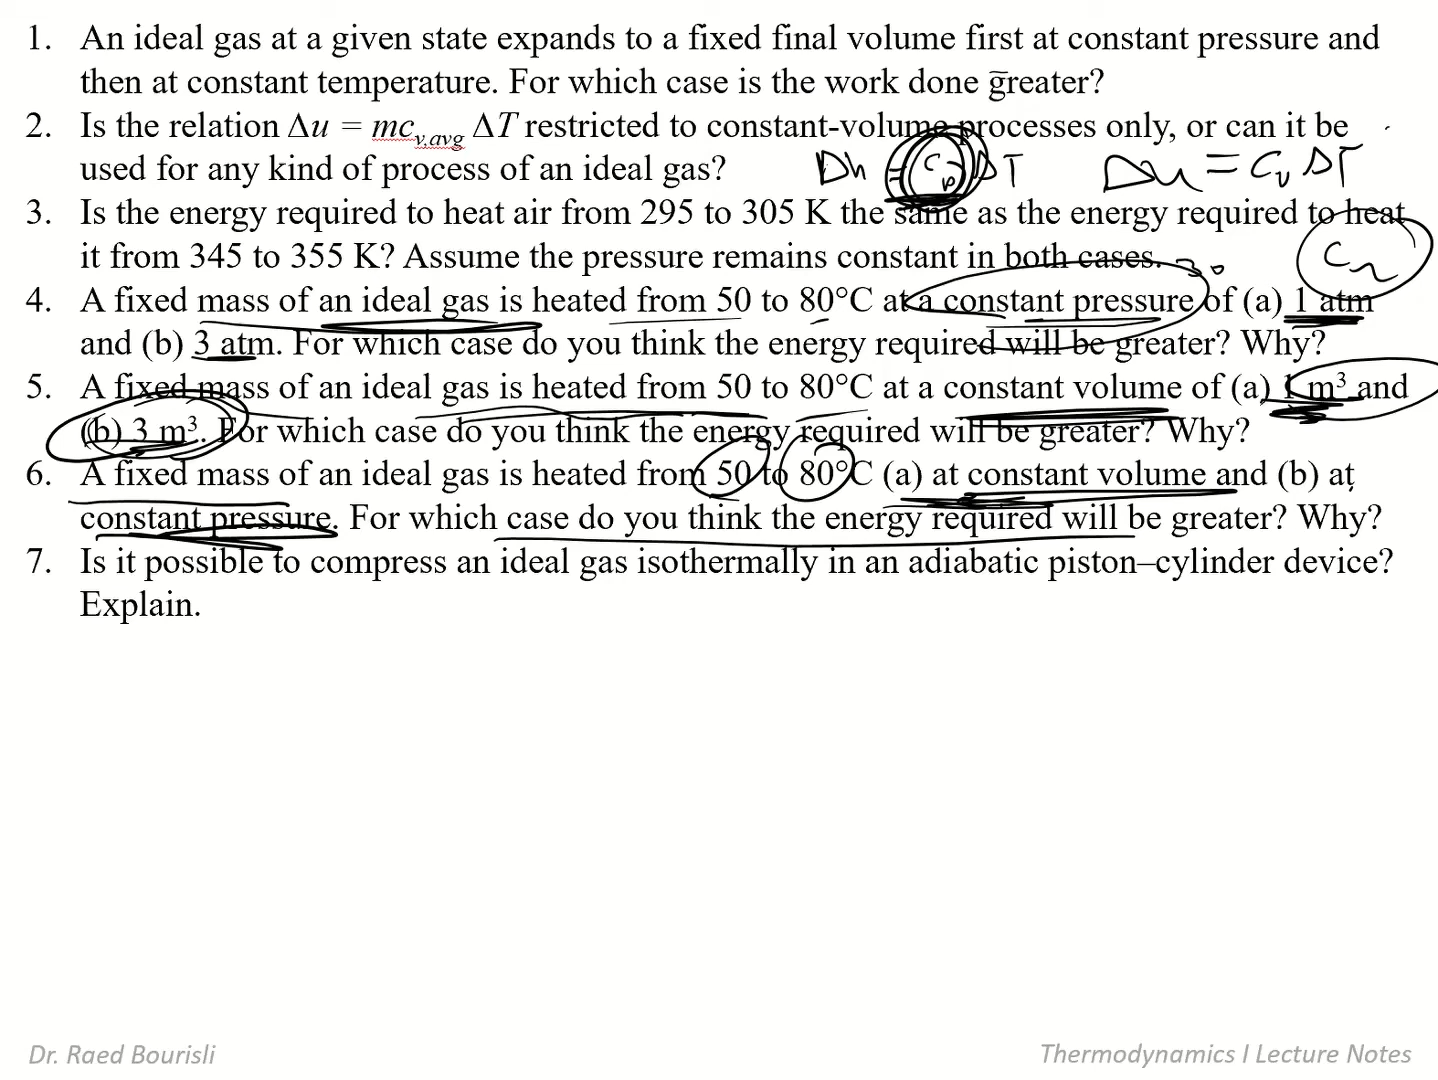 1. An ideal gas at a given state expands to a fixed final volume first at constant pressure and
then at constant temperature. For which case is the work done greater?
2. Is the relation Δu = mcv,avg ΔT restricted to constant-volume processes only, or can it be
used for any kind of process of an ideal gas?
Dh = Cp ΔT Δu = Cv ΔT
3. Is the energy required to heat air from 295 to 305 K the same as the energy required to heat
it from 345 to 355 K? Assume the pressure remains constant in both cases.
30
4. A fixed mass of an ideal gas is heated from 50 to 80°C at a constant pressure of (a) 1 atm
and (b) 3 atm. For which case do you think the energy required will be greater? Why?
5. A fixed mass of an ideal gas is heated from 50 to 80°C at a constant volume of (a) 1 m³ and
(b) 3 m³. For which case do you think the energy required will be greater? Why?
6. A fixed mass of an ideal gas is heated from 50 to 80°C (a) at constant volume and (b) at
constant pressure. For which case do you think the energy required will be greater? Why?
7. Is it possible to compress an ideal gas isothermally in an adiabatic piston–cylinder device?
Explain.
Dr. Raed Bourisli
Thermodynamics I Lecture Notes